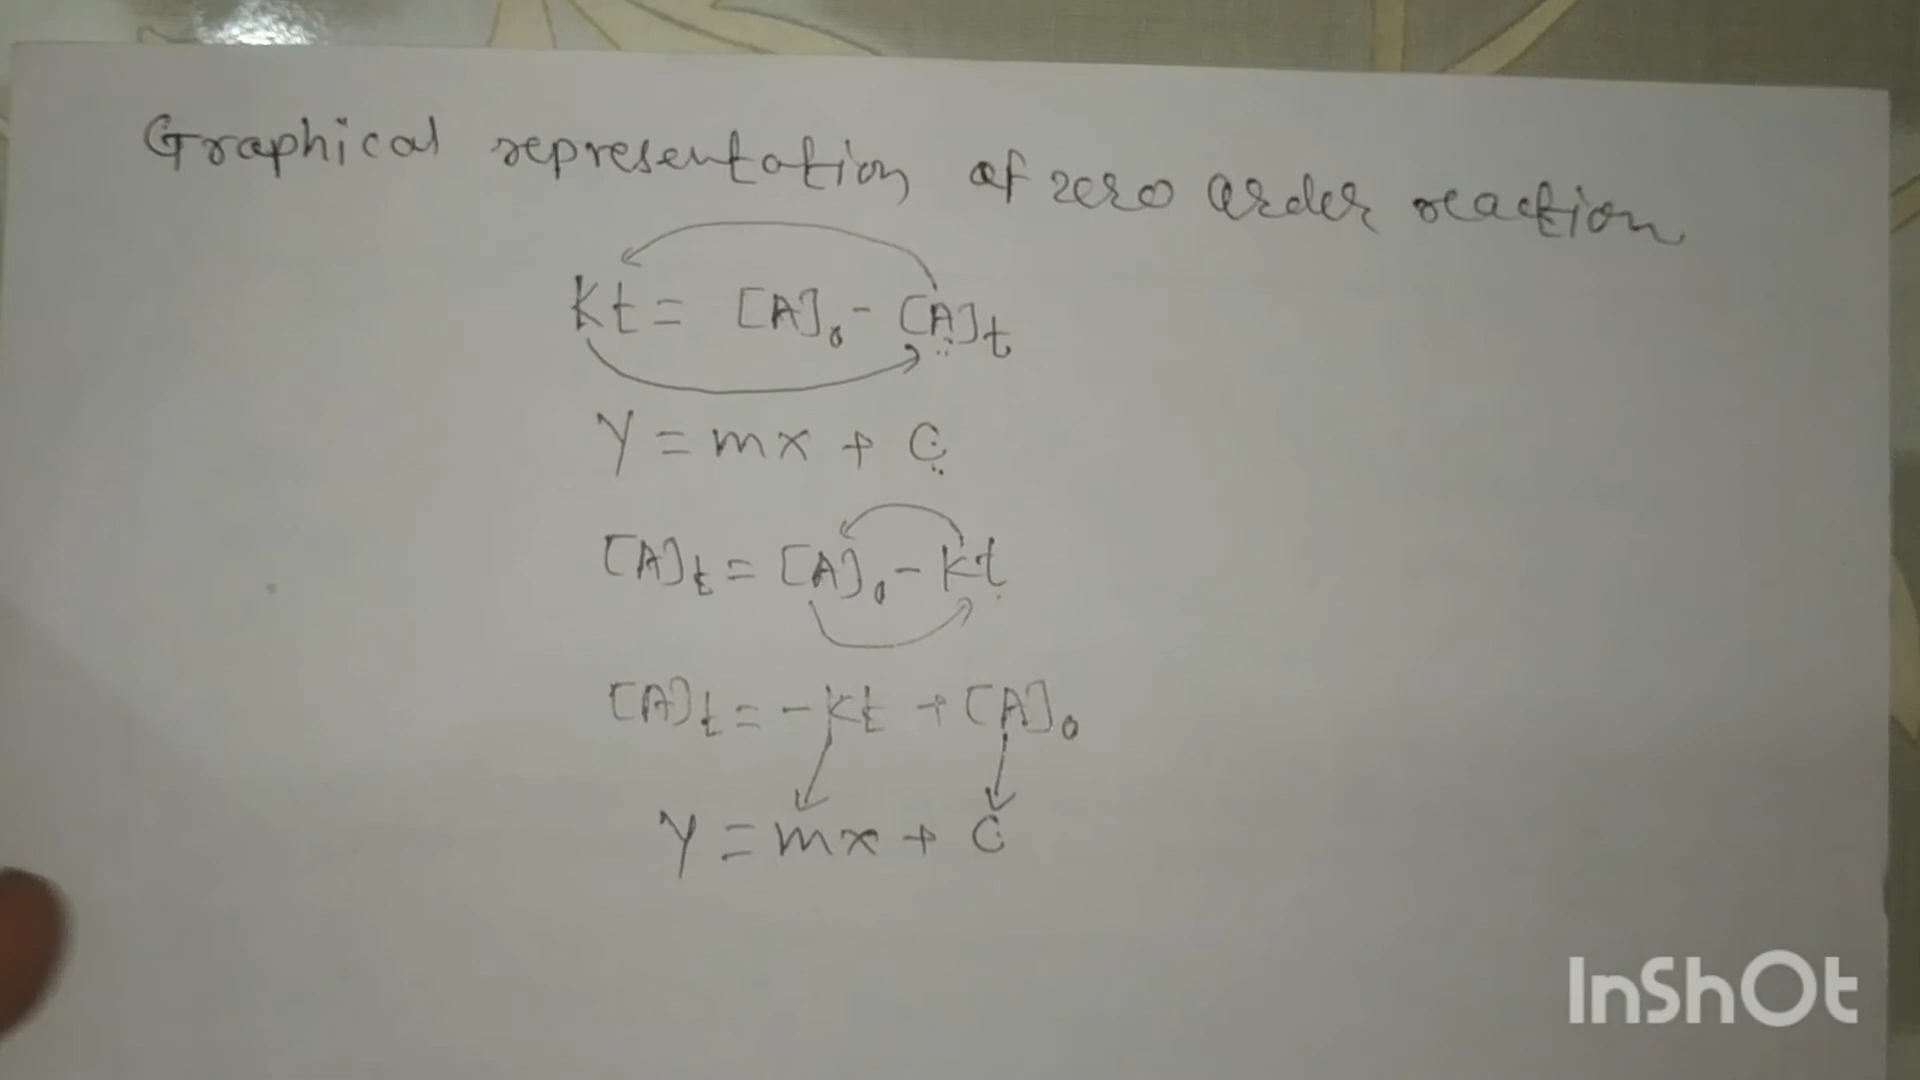 Graphical representation of zero order reaction
Kt = [A]₀ - [A]t
Y = mx + C
[A]t = [A]₀ - kt
[A]t = -kt + [A]₀
Y = mx + C
InShOt